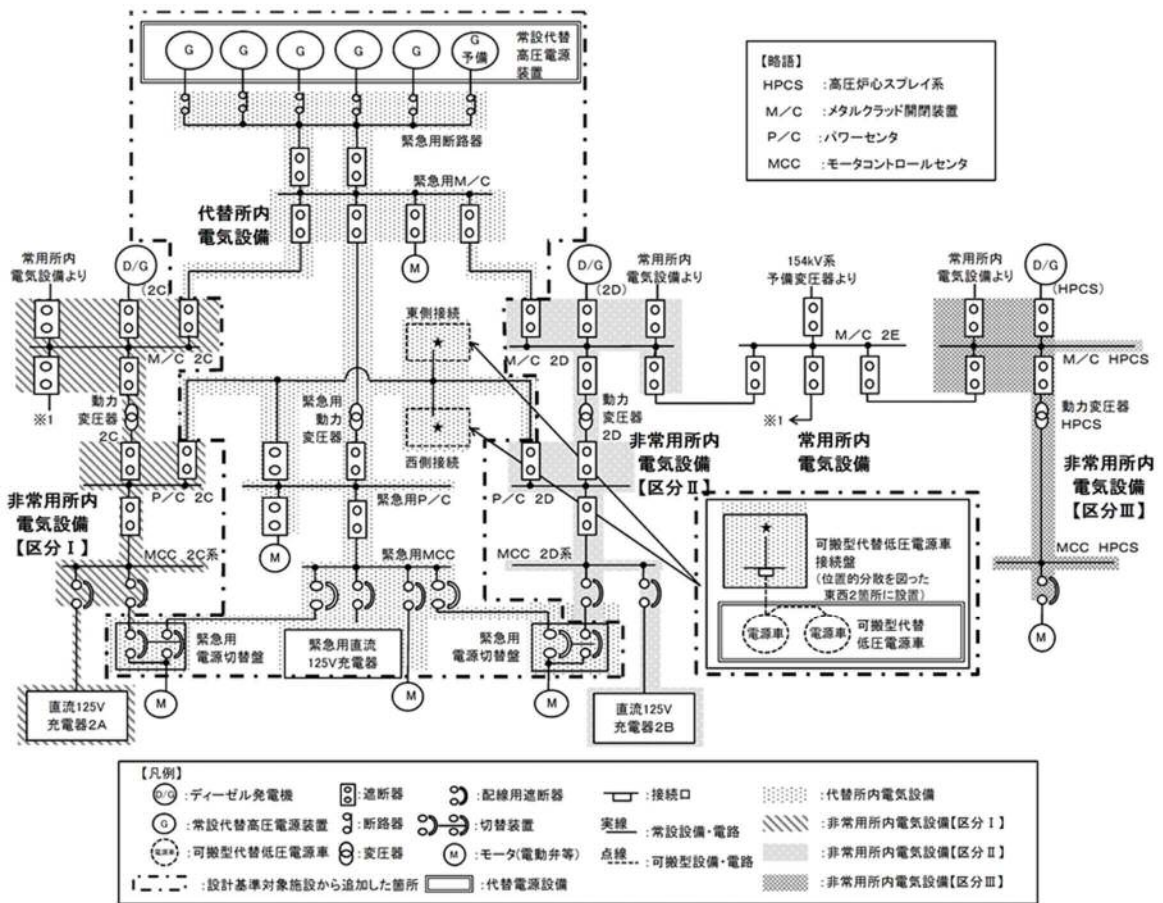 G
G
G
G
G
G
予備
常設代替
高圧電源
装置
【略語】
HPCS :高圧炉心スプレイ系
M/C :メタルクラッド開閉装置
P/C :パワーセンタ
MCC :モータコントロールセンタ
緊急用断路器
緊急用M/C
代替所内
電気設備
常用所内
電気設備より
D/G
(2C)
M
D/G
(2D)
常用所内
電気設備より
154kV系
予備変圧器より
常用所内
電気設備より
D/G
(HPCS)
東側接続
M/C 2C
M/C 2D
M/C 2E
M/C HPCS
※1
動力
変圧器
2C
緊急用
動力
変圧器
西側接続
動力
変圧器
2D
※1
常用所内
電気設備
動力変圧器
HPCS
非常用所内
電気設備
【区分Ⅱ】
非常用所内
電気設備
【区分Ⅲ】
P/C 2C
緊急用P/C
P/C 2D
非常用所内
電気設備
【区分Ⅰ】
M
MCC 2C系
緊急用MCC
MCC 2D系
MCC HPCS
可搬型代替低圧電源車
接続盤
(位置的分散を図った
東西2箇所に設置)
電源車
電源車
可搬型代替
低圧電源車
緊急用
電源切替盤
緊急用直流
125V充電器
緊急用
電源切替盤
M
M
M
M
直流125V
充電器2A
直流125V
充電器2B
【凡例】
D/G :ディーゼル発電機
:遮断器
:配線用遮断器
:接続口
:代替所内電気設備
G :常設代替高圧電源装置
:断路器
:切替装置
実線
:常設設備・電路
:非常用所内電気設備【区分Ⅰ】
電源車 :可搬型代替低圧電源車
:変圧器
M :モータ(電動弁等)
点線
:可搬型設備・電路
:非常用所内電気設備【区分Ⅱ】
:設計基準対象施設から追加した箇所
:代替電源設備
:非常用所内電気設備【区分Ⅲ】